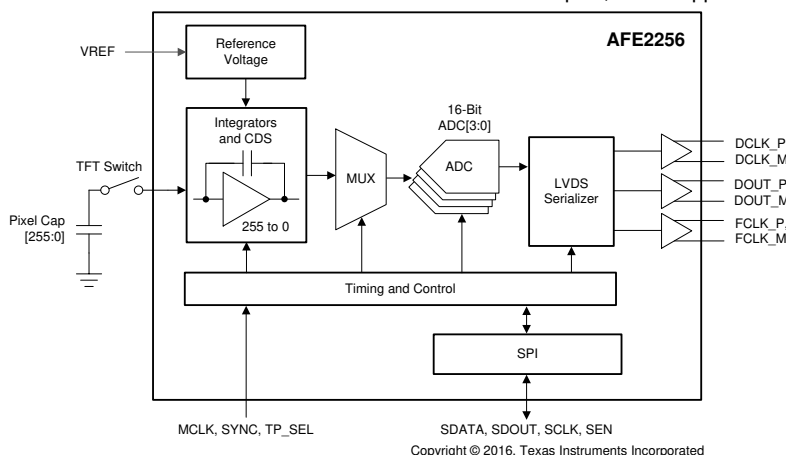 AFE2256
VREF
Reference
Voltage
Integrators
and CDS
255 to 0
TFT Switch
Pixel Cap
[255:0]
MUX
16-Bit
ADC[3:0]
ADC
LVDS
Serializer
DCLK_P
DCLK_M
DOUT_P
DOUT_M
FCLK_P,
FCLK_M
Timing and Control
SPI
MCLK, SYNC, TP_SEL
SDATA, SDOUT, SCLK, SEN
Copyright © 2016, Texas Instruments Incorporated